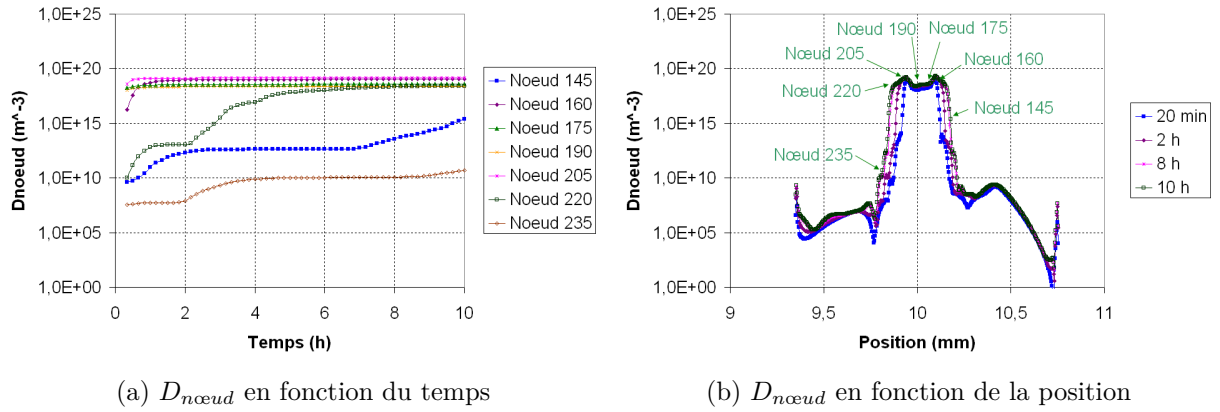 1,0E+25
1,0E+20
1,0E+15
1,0E+10
1,0E+05
1,0E+00
Dnoeud (m^-3)
0 2 4 6 8 10
Temps (h)
Noeud 145
Noeud 160
Noeud 175
Noeud 190
Noeud 205
Noeud 220
Noeud 235
(a) Dnœud en fonction du temps
1,0E+25
1,0E+20
1,0E+15
1,0E+10
1,0E+05
1,0E+00
Dnoeud (m^-3)
9 9,5 10 10,5 11
Position (mm)
Nœud 190
Nœud 175
Nœud 205
Nœud 160
Nœud 220
Nœud 145
Nœud 235
20 min
2 h
8 h
10 h
(b) Dnœud en fonction de la position